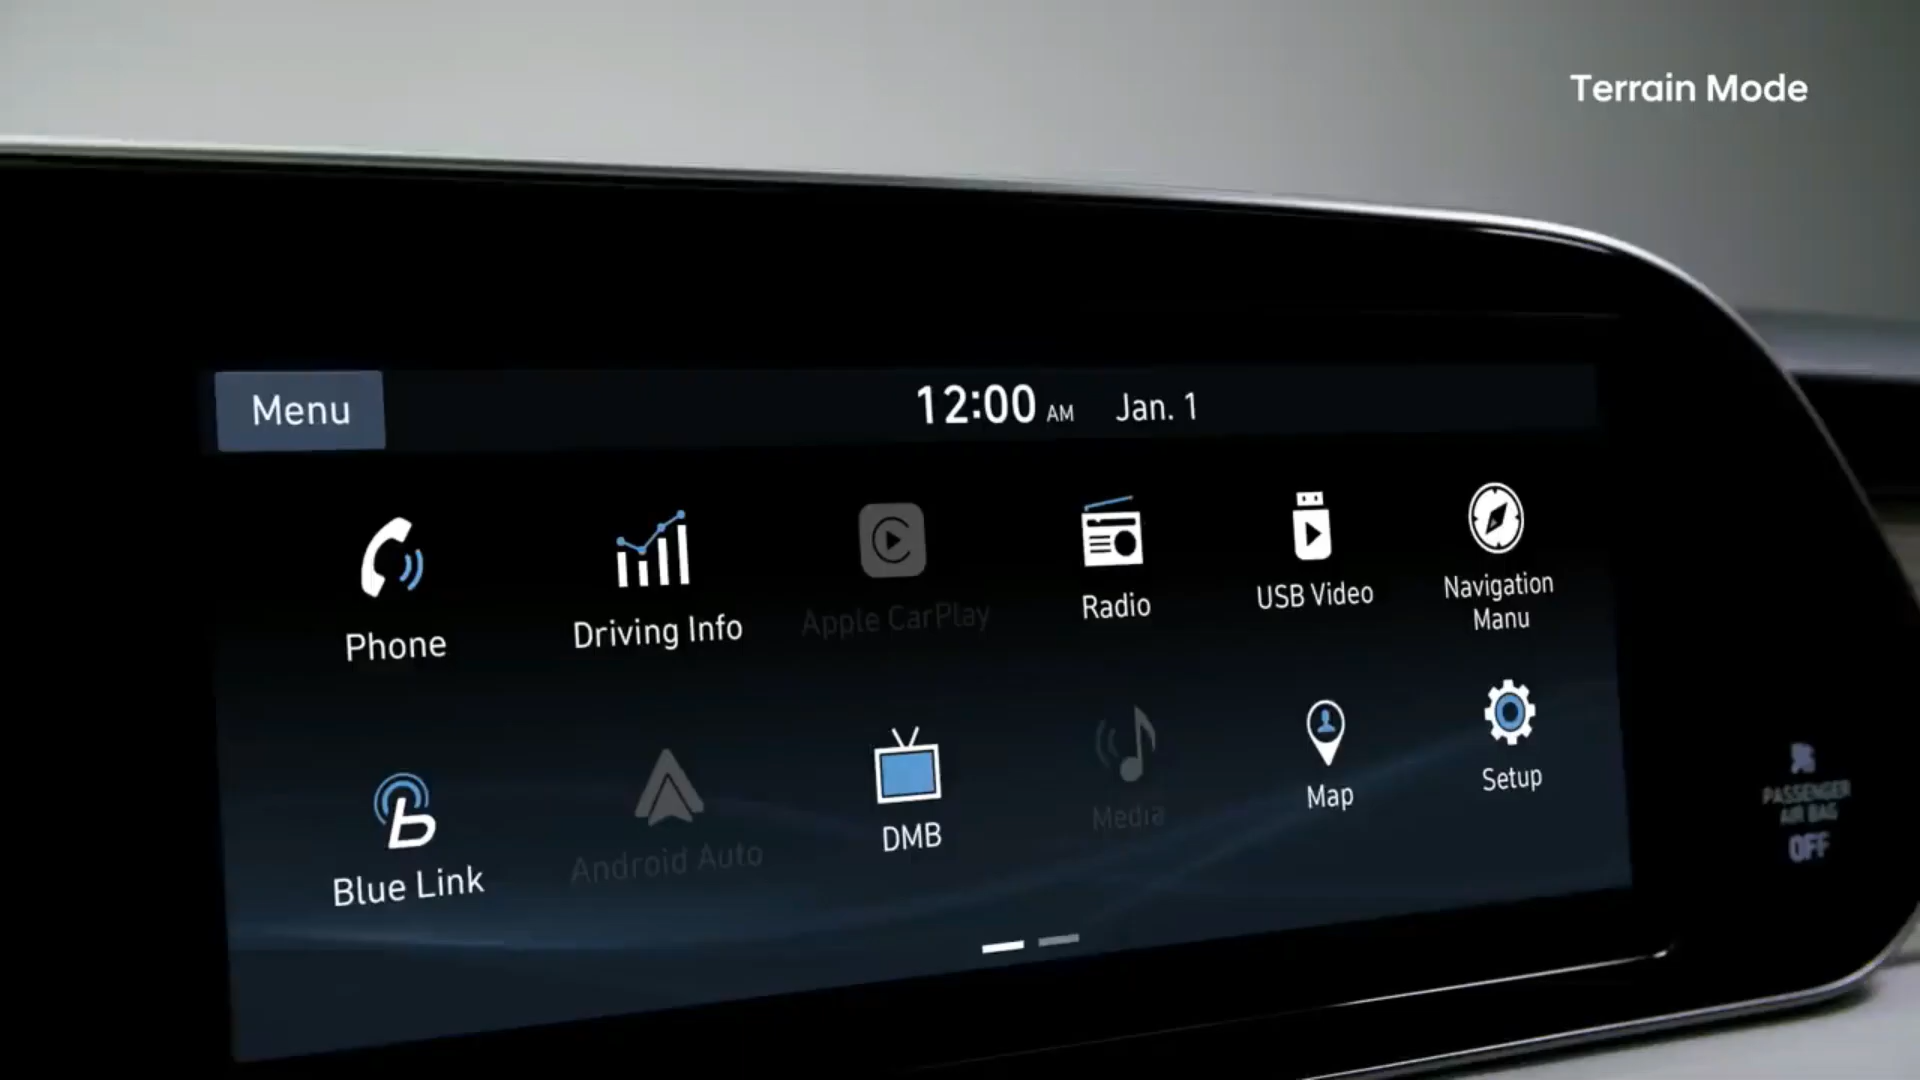 Terrain Mode
Menu
12:00 AM Jan. 1
Phone
Driving Info
Apple CarPlay
Radio
USB Video
Navigation
Manu
Blue Link
Android Auto
DMB
Media
Map
Setup
PASSENGER
AIR BAG
OFF